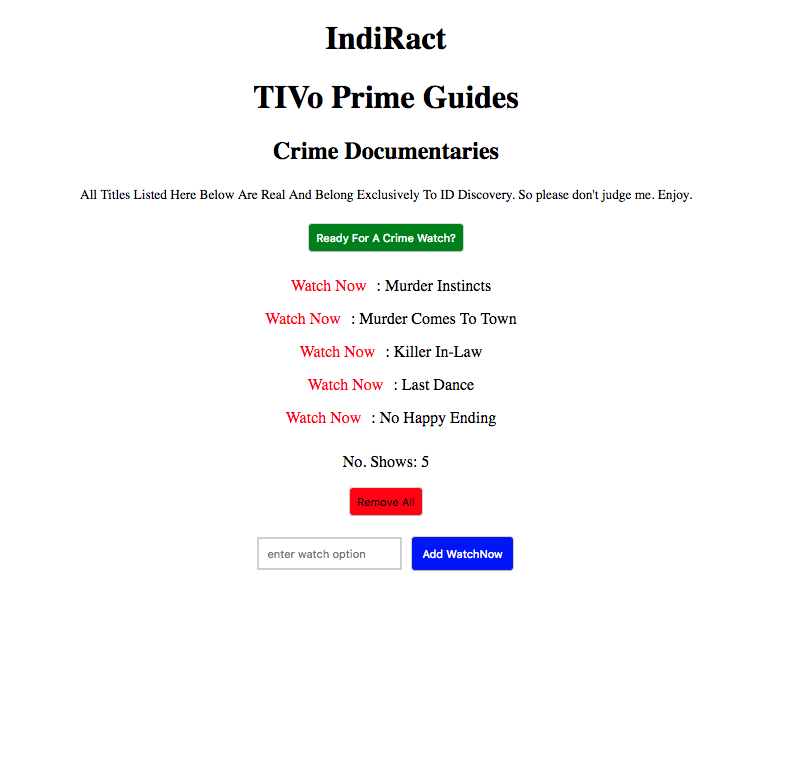 IndiRact
TIVo Prime Guides
Crime Documentaries
All Titles Listed Here Below Are Real And Belong Exclusively To ID Discovery. So please don't judge me. Enjoy.
Ready For A Crime Watch?
Watch Now : Murder Instincts
Watch Now : Murder Comes To Town
Watch Now : Killer In-Law
Watch Now : Last Dance
Watch Now : No Happy Ending
No. Shows: 5
Remove All
enter watch option Add WatchNow